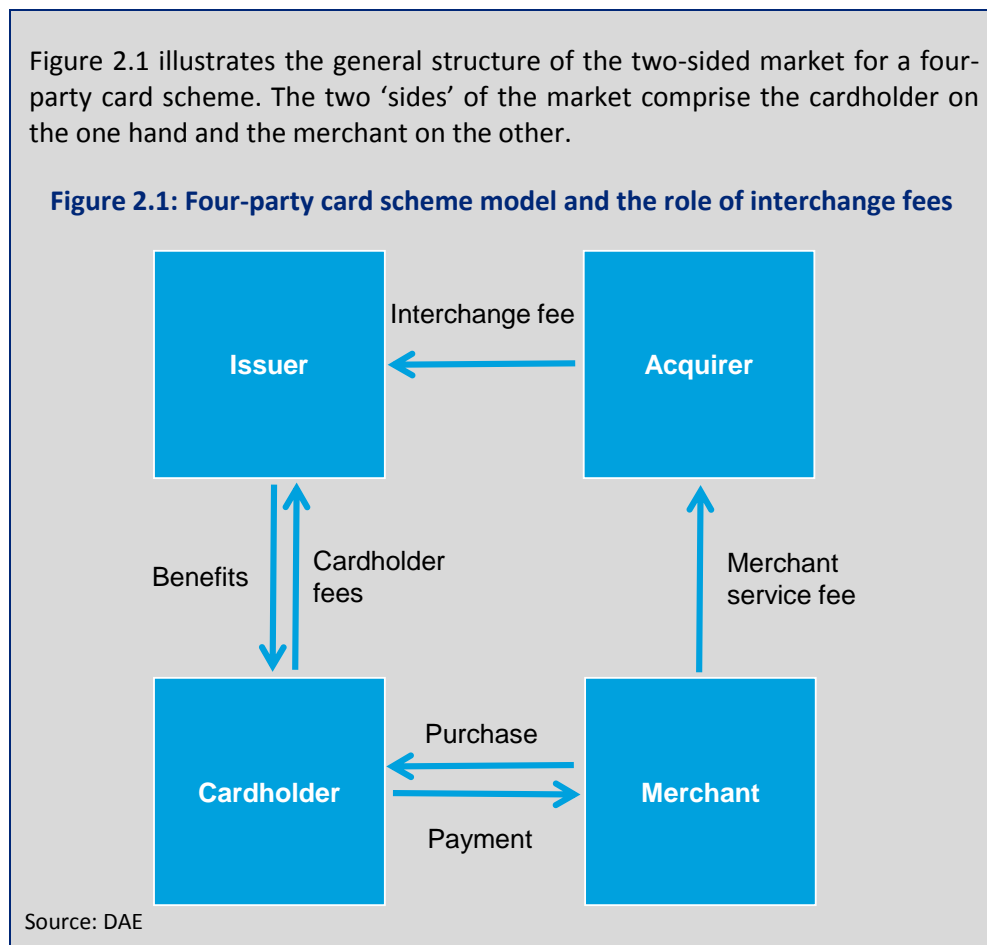 Figure 2.1 illustrates the general structure of the two-sided market for a four-
party card scheme. The two ‘sides’ of the market comprise the cardholder on
the one hand and the merchant on the other.
Figure 2.1: Four-party card scheme model and the role of interchange fees
Interchange fee
Issuer
Acquirer
Benefits
Cardholder
fees
Merchant
service fee
Purchase
Cardholder
Merchant
Payment
Source: DAE